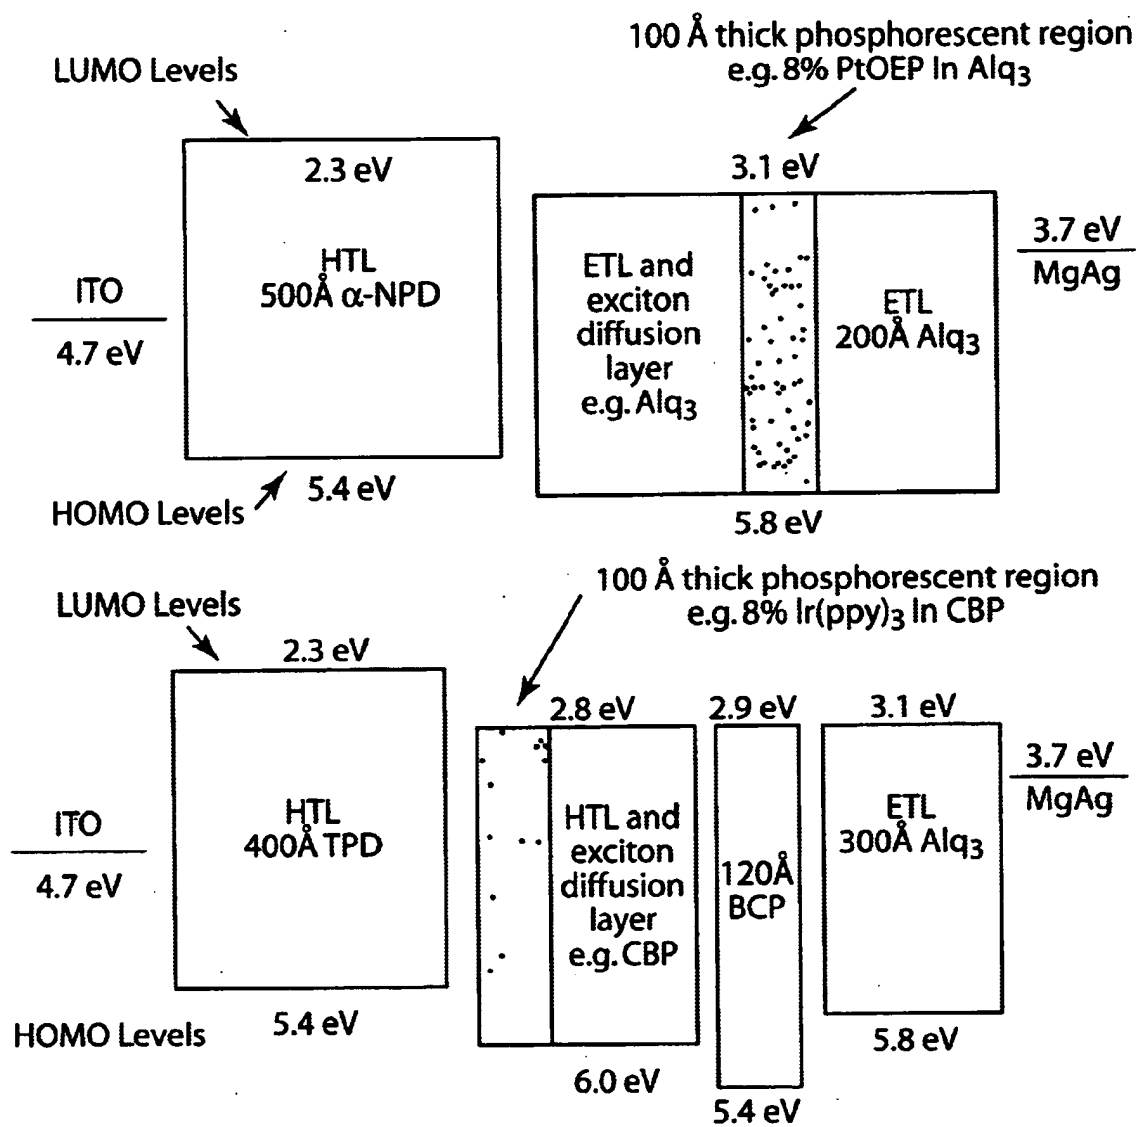 100 Å thick phosphorescent region
e.g. 8% PtOEP In Alq3
LUMO Levels
2.3 eV
3.1 eV
3.7 eV
MgAg
HTL
500Å α-NPD
ETL and
exciton
diffusion
layer
e.g. Alq3
ETL
200Å Alq3
ITO
4.7 eV
5.4 eV
HOMO Levels
5.8 eV
100 Å thick phosphorescent region
e.g. 8% Ir(ppy)3 In CBP
LUMO Levels
2.3 eV
2.8 eV
2.9 eV
3.1 eV
3.7 eV
MgAg
HTL
400Å TPD
HTL and
exciton
diffusion
layer
e.g. CBP
120Å
BCP
ETL
300Å Alq3
ITO
4.7 eV
HOMO Levels
5.4 eV
6.0 eV
5.4 eV
5.8 eV